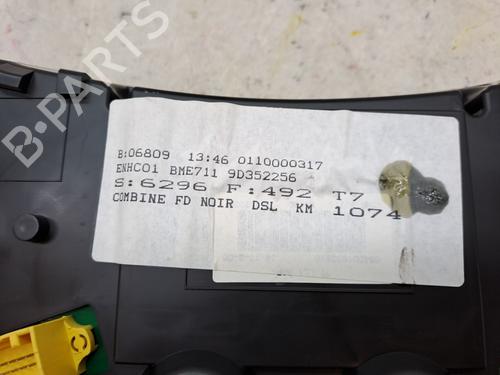 B-PARTS
B:06809 13:46 0110000317
ENHC01 BME711 9D352256
S:6296 F:492 T7
COMBINE FD NOIR DSL KM 1074